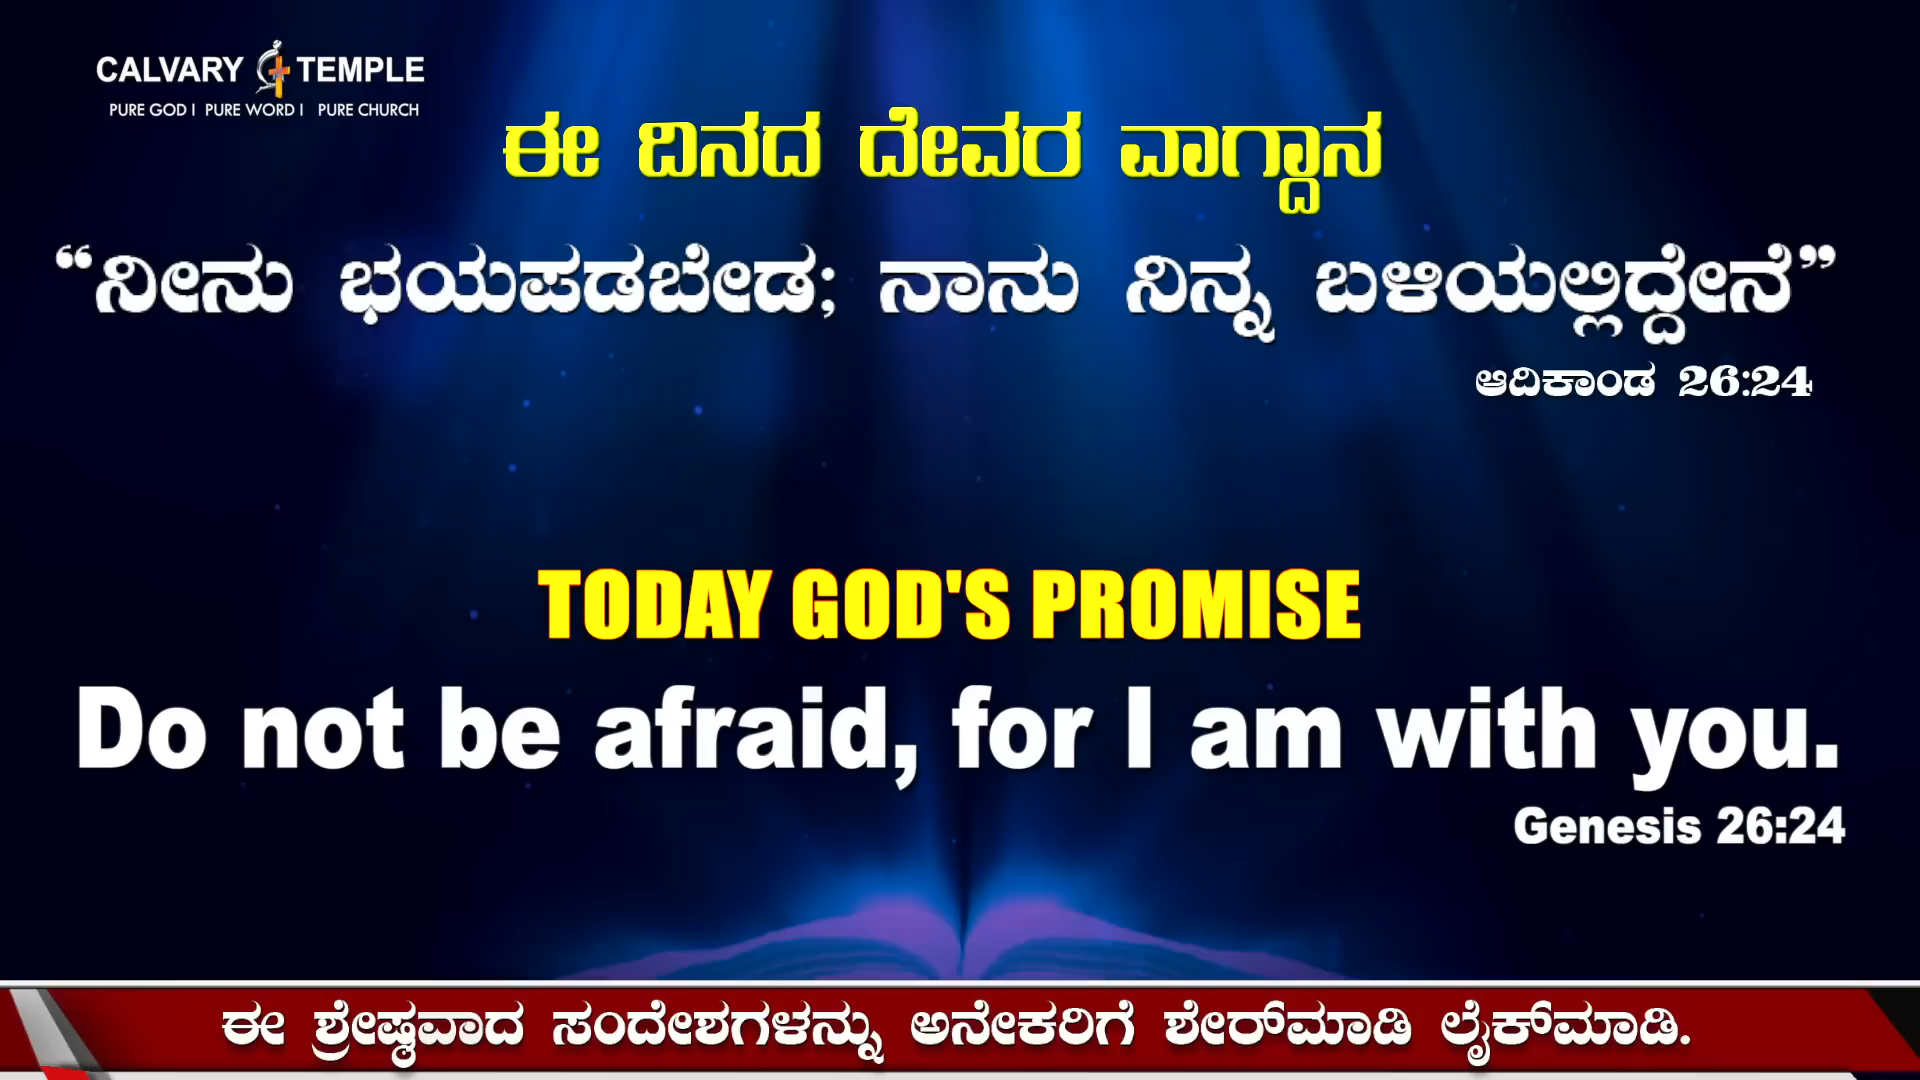 CALVARY TEMPLE
PURE GOD I PURE WORD I PURE CHURCH
ಈ ದಿನದ ದೇವರ ವಾಗ್ದಾನ
“ನೀನು ಭಯಪಡಬೇಡ; ನಾನು ನಿನ್ನ ಬಳಿಯಲ್ಲಿದ್ದೇನೆ”
ಆದಿಕಾಂಡ 26:24
TODAY GOD'S PROMISE
Do not be afraid, for I am with you.
Genesis 26:24
ಈ ಶ್ರೇಷ್ಠವಾದ ಸಂದೇಶಗಳನ್ನು ಅನೇಕರಿಗೆ ಶೇರ್‌ಮಾಡಿ ಲೈಕ್‌ಮಾಡಿ.